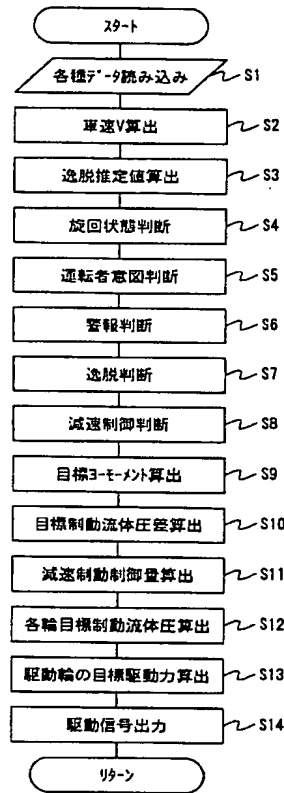 スタート
各種データ読み込み S1
車速V算出 S2
逸脱推定値算出 S3
旋回状態判断 S4
運転者意図判断 S5
警報判断 S6
逸脱判断 S7
減速制御判断 S8
目標ヨーモーメント算出 S9
目標制動流体圧差算出 S10
減速制動制御量算出 S11
各輪目標制動流体圧算出 S12
駆動輪の目標駆動力算出 S13
駆動信号出力 S14
リターン